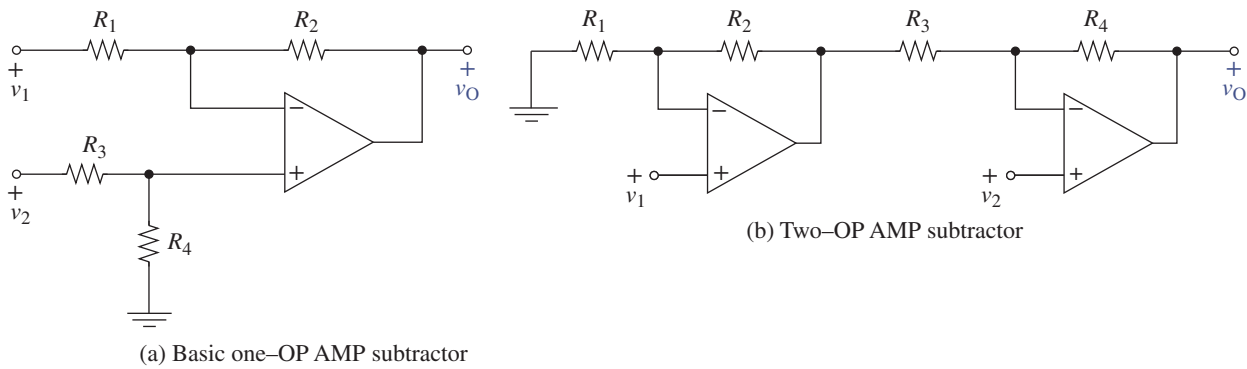 R1 R2
+ v1
− +
+ vO
R3
+ v2
R4
(a) Basic one–OP AMP subtractor
R1 R2 R3 R4
− +
+ v1
− +
+ v2
+ vO
(b) Two–OP AMP subtractor